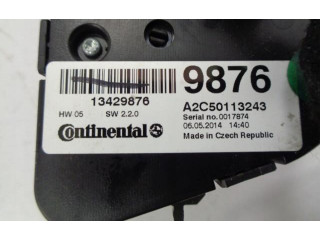 9876
13429876
A2C50113243
HW 05 SW 2.2.0
Serial no.0017874
06.05.2014 14:40
Continental
Made in Czech Republic